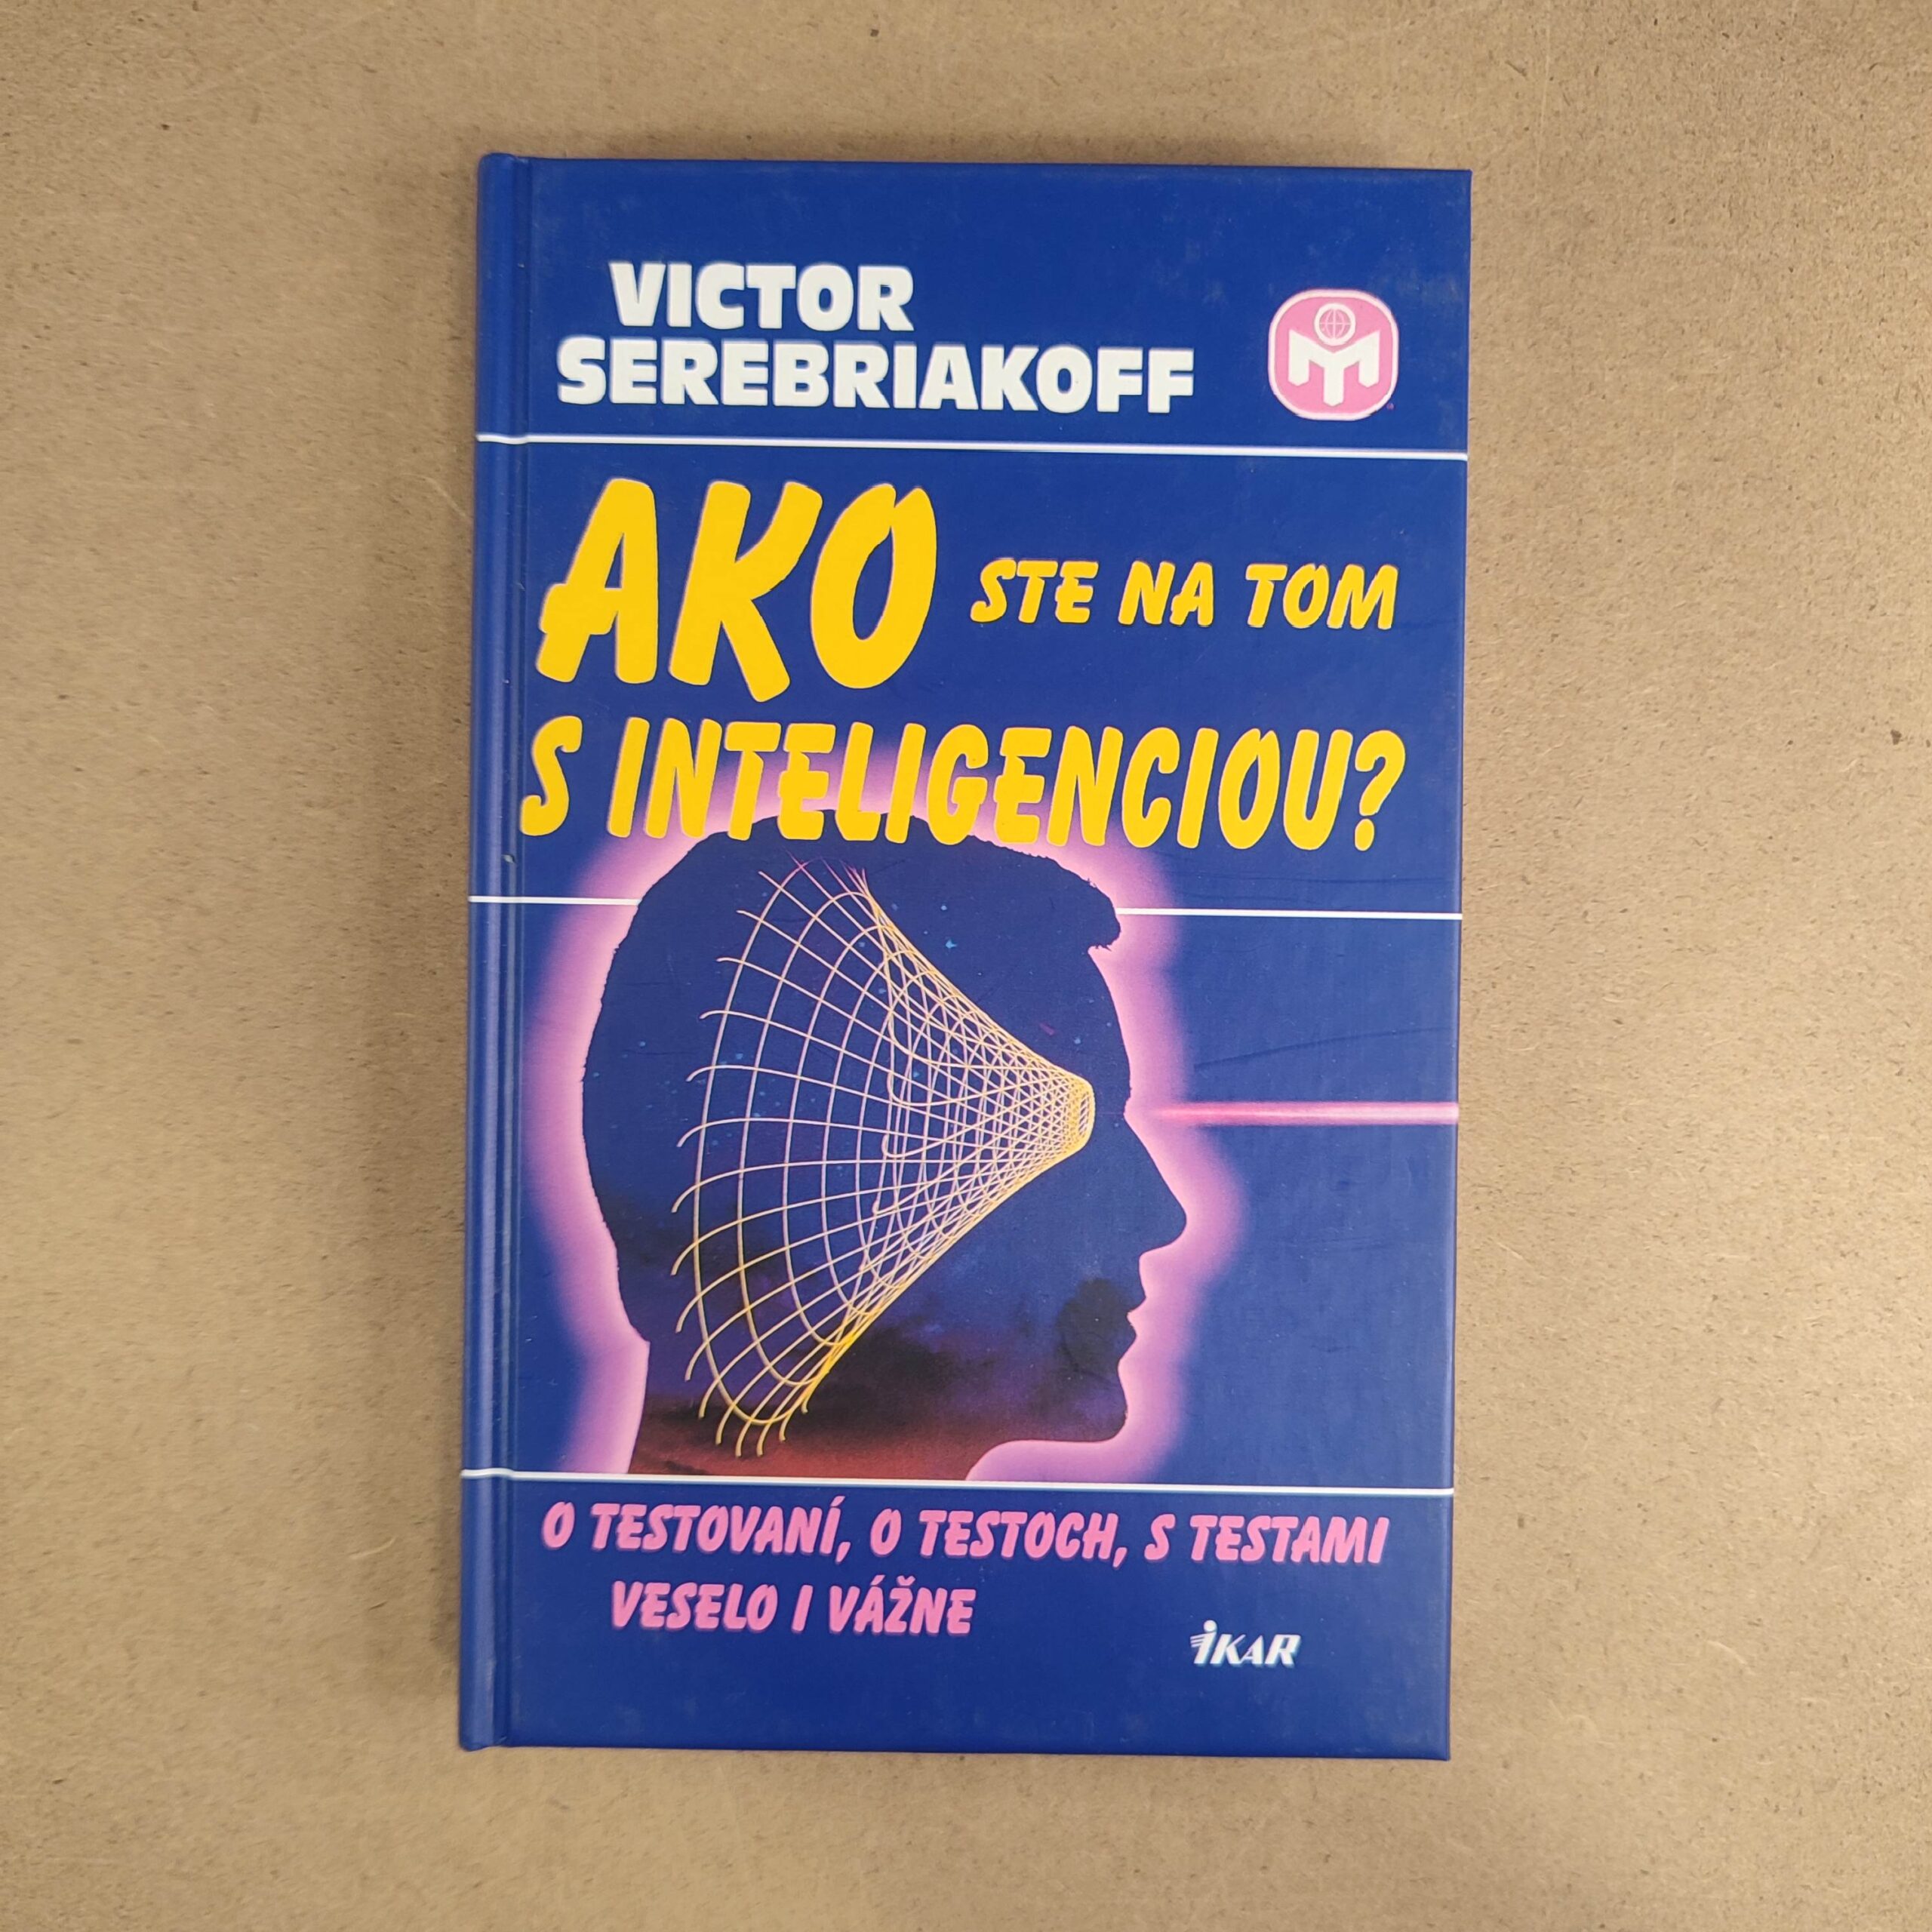 VICTOR
SEREBRIAKOFF
AKO STE NA TOM
S INTELIGENCIOU?
O TESTOVANÍ, O TESTOCH, S TESTAMI
VESELO I VÁŽNE
IKAR